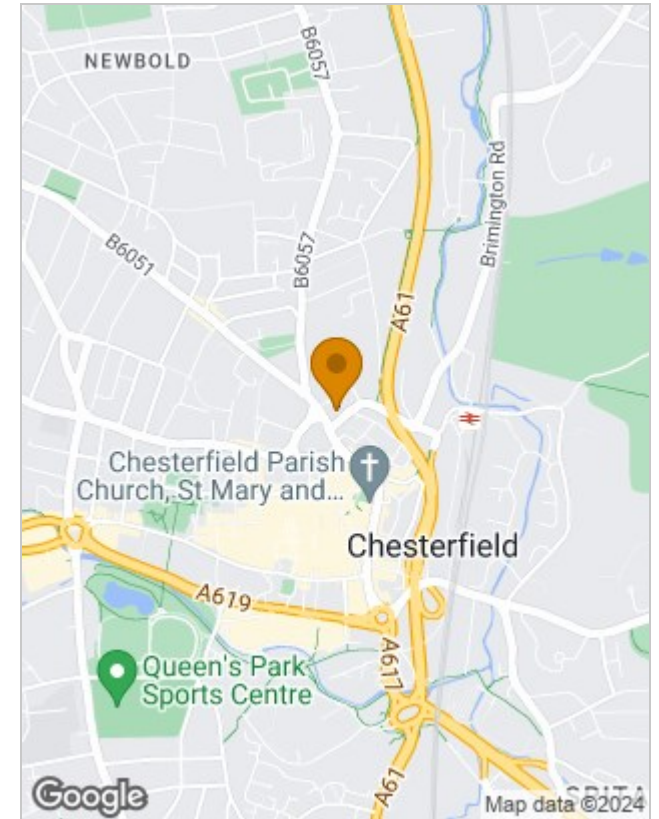 NEWBOLD
B6057
Brimington Rd
B6051
B6057
A61
Chesterfield Parish
Church, St Mary and...
Chesterfield
A619
Queen's Park
Sports Centre
A617
A61
SPITA
Google
Map data ©2024